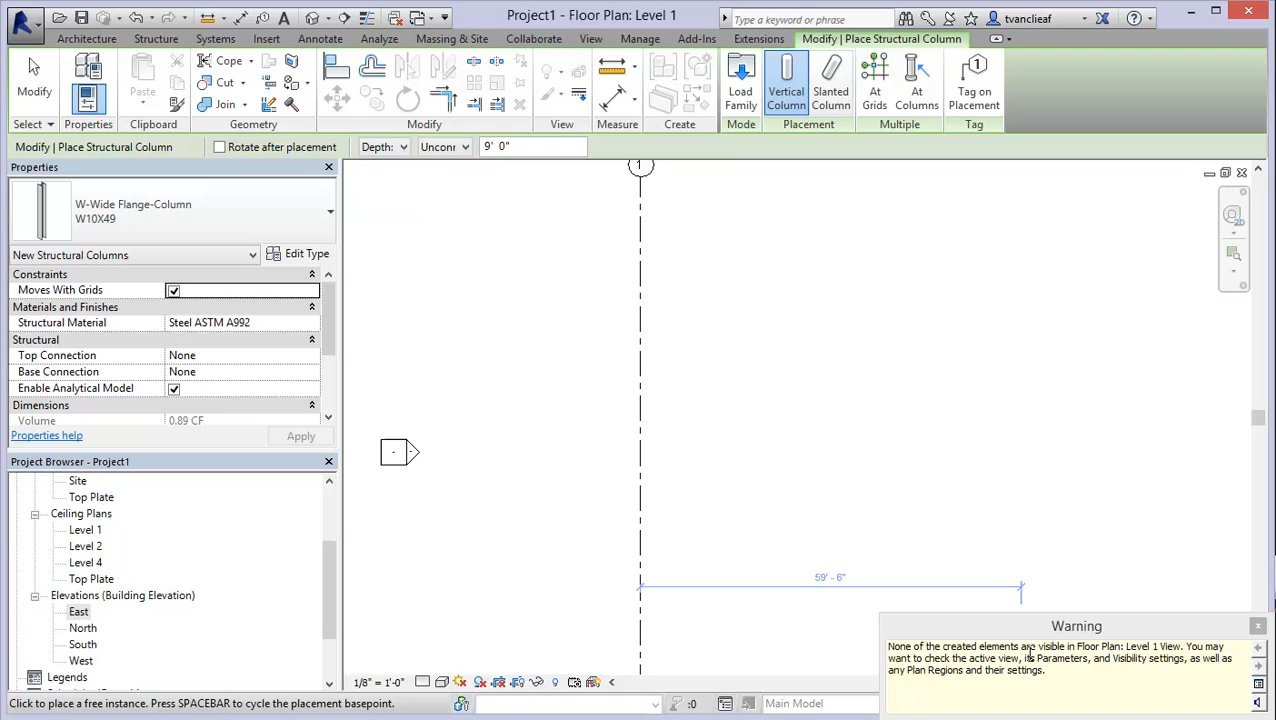 Project1 - Floor Plan: Level 1
Type a keyword or phrase
tvanclieaf
Architecture Structure Systems Insert Annotate Analyze Massing & Site Collaborate View Manage Add-Ins Extensions Modify | Place Structural Column
Modify Paste Cope Cut Join Load Family Vertical Column Slanted Column At Grids At Columns Tag on Placement
Select Properties Clipboard Geometry Modify View Measure Create Mode Placement Multiple Tag
Modify | Place Structural Column Rotate after placement Depth: Uncon 9' 0"
Properties
W-Wide Flange-Column
W10X49
New Structural Columns Edit Type
Constraints
Moves With Grids
Materials and Finishes
Structural Material Steel ASTM A992
Structural
Top Connection None
Base Connection None
Enable Analytical Model
Dimensions
Volume 0.89 CF
Properties help Apply
Project Browser - Project1
Site
Top Plate
Ceiling Plans
Level 1
Level 2
Level 4
Top Plate
Elevations (Building Elevation)
East
North
South
West
Legends
1
59' - 6"
Warning
None of the created elements are visible in Floor Plan: Level 1 View. You may
want to check the active view, its Parameters, and Visibility settings, as well as
any Plan Regions and their settings.
1/8" = 1'-0"
Click to place a free instance. Press SPACEBAR to cycle the placement basepoint. :0 Main Model